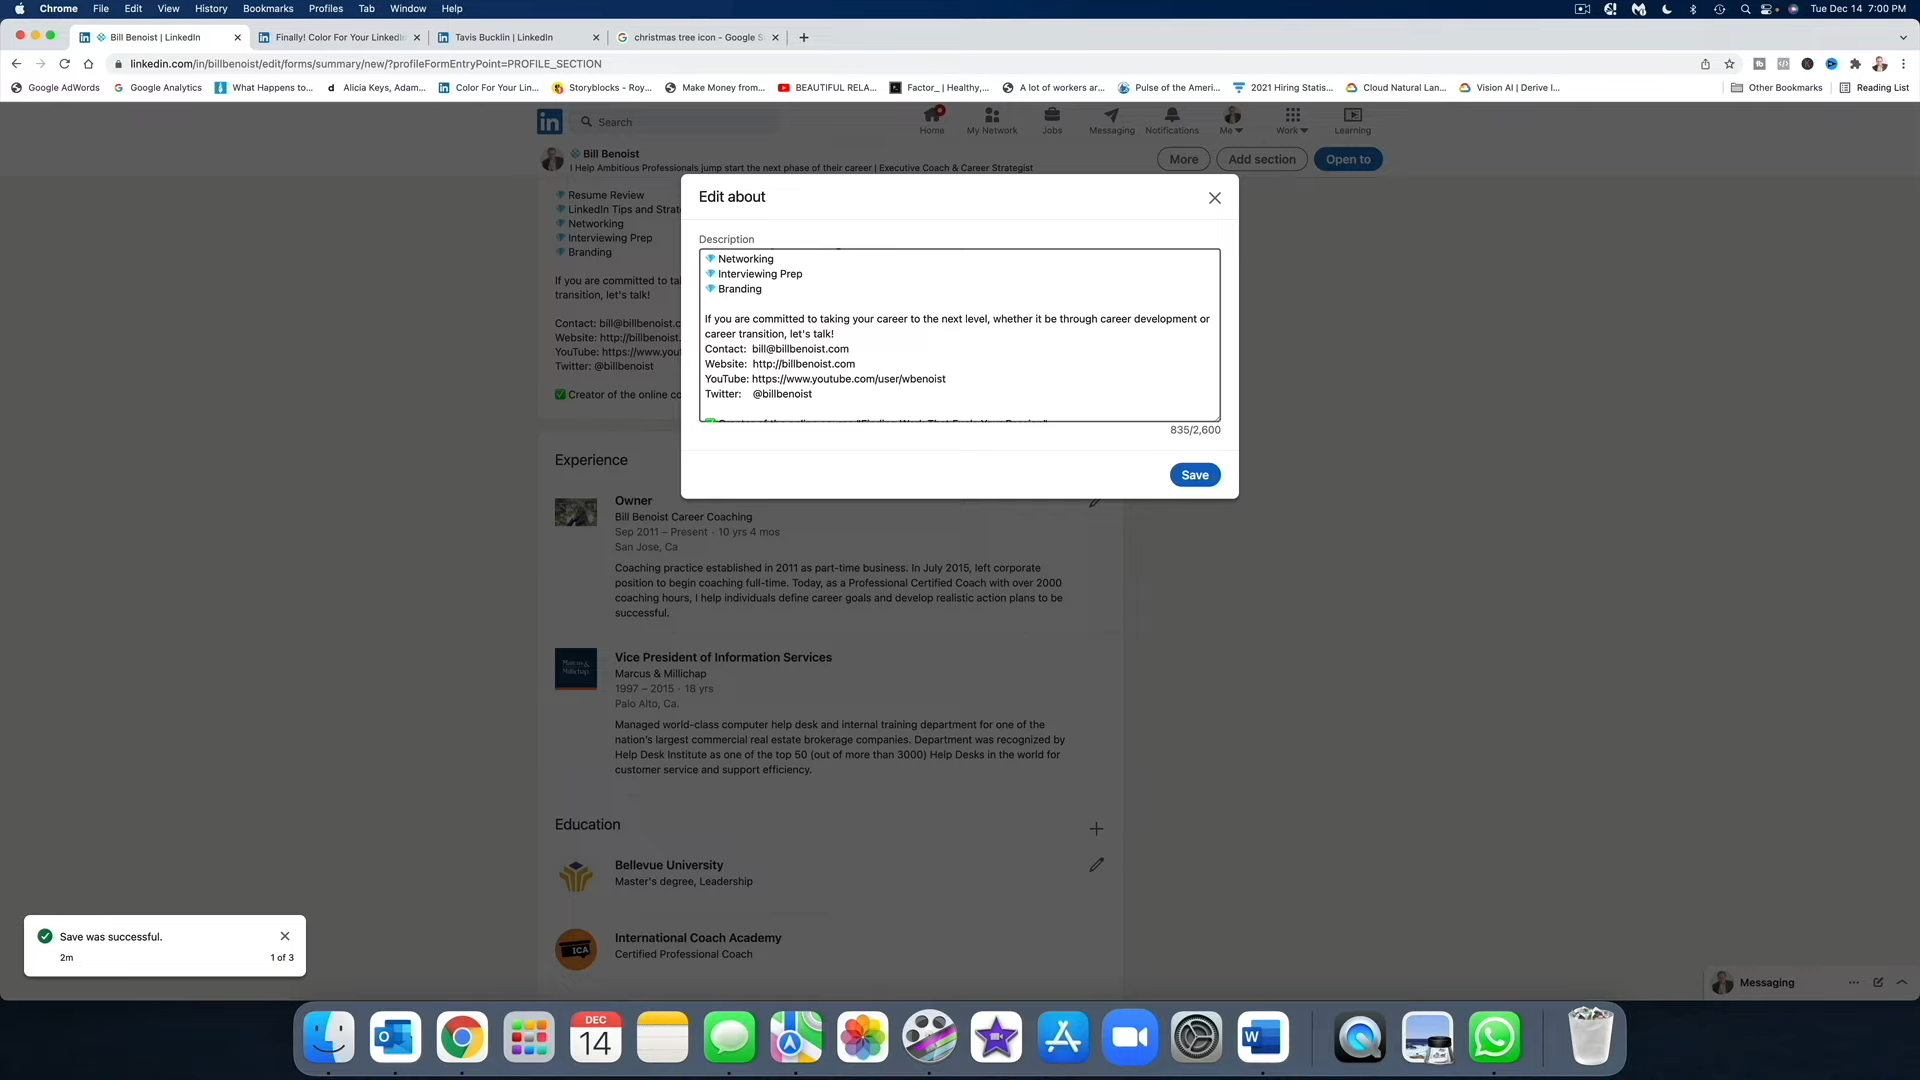 Chrome File Edit View History Bookmarks Profiles Tab Window Help Tue Dec 14 7:00 PM
Bill Benoist | LinkedIn
Finally! Color For Your LinkedIn
Tavis Bucklin | LinkedIn
christmas tree icon - Google S
linkedin.com/in/billbenoist/edit/forms/summary/new/?profileFormEntryPoint=PROFILE_SECTION
Google AdWords Google Analytics What Happens to... Alicia Keys, Adam... Color For Your Lin... Storyblocks - Roy... Make Money from... BEAUTIFUL RELA... Factor_ | Healthy,... A lot of workers ar... Pulse of the Ameri... 2021 Hiring Statis... Cloud Natural Lan... Vision AI | Derive I... Other Bookmarks Reading List
in Search Home My Network Jobs Messaging Notifications Me Work Learning
Bill Benoist
I Help Ambitious Professionals jump start the next phase of their career | Executive Coach & Career Strategist
More Add section Open to
Resume Review
LinkedIn Tips and Strat
Networking
Interviewing Prep
Branding
If you are committed to tak
transition, let's talk!
Contact: bill@billbenoist.c
Website: http://billbenoist.
YouTube: https://www.yout
Twitter: @billbenoist
Creator of the online co
Edit about
Description
Networking
Interviewing Prep
Branding
If you are committed to taking your career to the next level, whether it be through career development or
career transition, let's talk!
Contact: bill@billbenoist.com
Website: http://billbenoist.com
YouTube: https://www.youtube.com/user/wbenoist
Twitter: @billbenoist
Creator of the online course "Finding Work That Fuels Your Passion"
835/2,600
Save
Experience
Owner
Bill Benoist Career Coaching
Sep 2011 – Present · 10 yrs 4 mos
San Jose, Ca
Coaching practice established in 2011 as part-time business. In July 2015, left corporate
position to begin coaching full-time. Today, as a Professional Certified Coach with over 2000
coaching hours, I help individuals define career goals and develop realistic action plans to be
successful.
Marcus & Millichap
Vice President of Information Services
Marcus & Millichap
1997 – 2015 · 18 yrs
Palo Alto, Ca.
Managed world-class computer help desk and internal training department for one of the
nation's largest commercial real estate brokerage companies. Department was recognized by
Help Desk Institute as one of the top 50 (out of more than 3000) Help Desks in the world for
customer service and support efficiency.
Education
Bellevue University
Master's degree, Leadership
ICA
International Coach Academy
Certified Professional Coach
Save was successful.
2m 1 of 3
Messaging
DEC
14
W